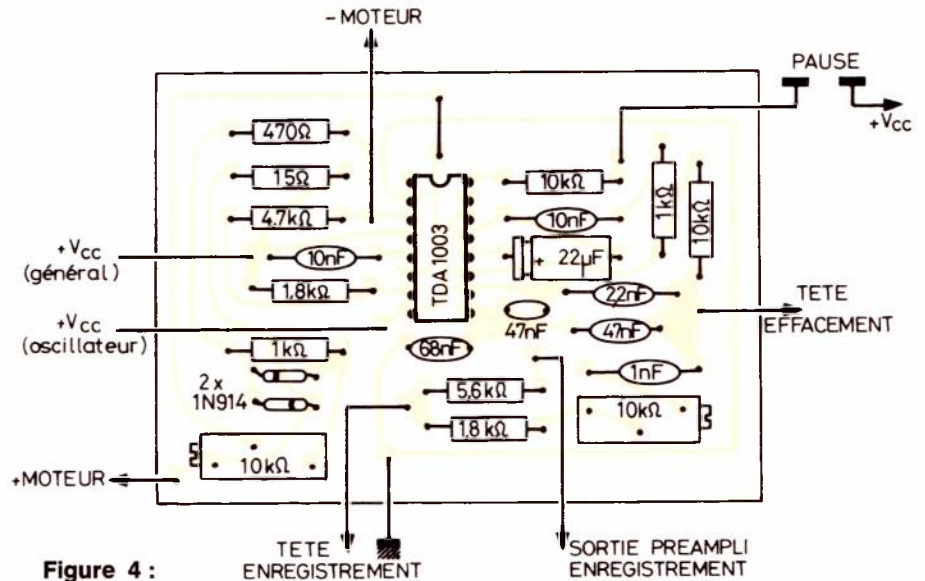 – MOTEUR
PAUSE
+Vcc
470Ω
15Ω
4.7kΩ
10kΩ
1kΩ
10kΩ
10nF
+Vcc
(général)
10nF
TDA 1003
+ 22μF
1,8kΩ
2,2nF
TETE
EFFACEMENT
+Vcc
(oscillateur)
47nF
47nF
1kΩ
68nF
1nF
2x
1N914
5,6kΩ
10kΩ
1,8kΩ
10kΩ
+MOTEUR
TETE
ENREGISTREMENT
SORTIE PREAMPLI
ENREGISTREMENT
Figure 4 :